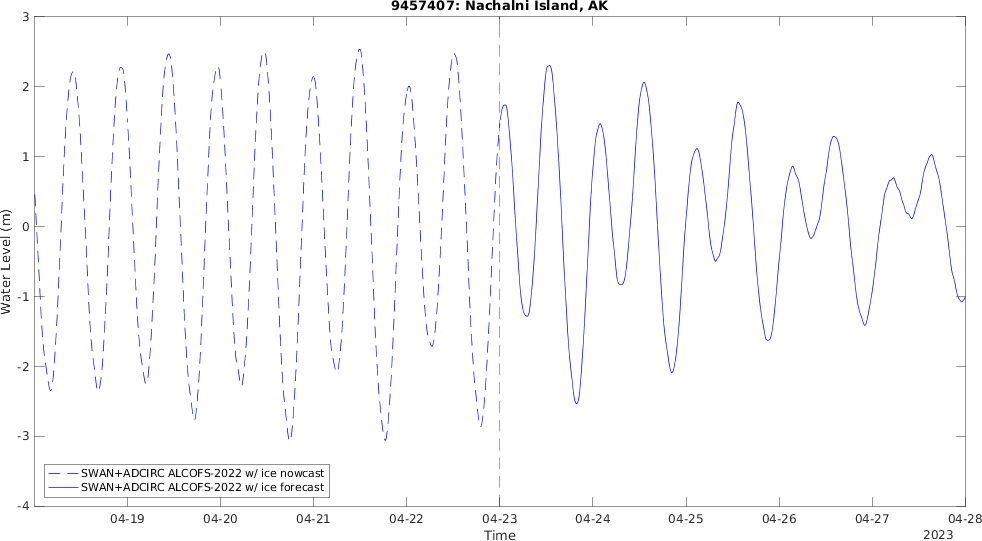 9457407: Nachalni Island, AK
3
2
1
0
-1
-2
-3
-4
Water Level (m)
SWAN+ADCIRC ALCOFS-2022 w/ ice nowcast
SWAN+ADCIRC ALCOFS-2022 w/ ice forecast
04-19 04-20 04-21 04-22 04-23 04-24 04-25 04-26 04-27 04-28
Time
2023